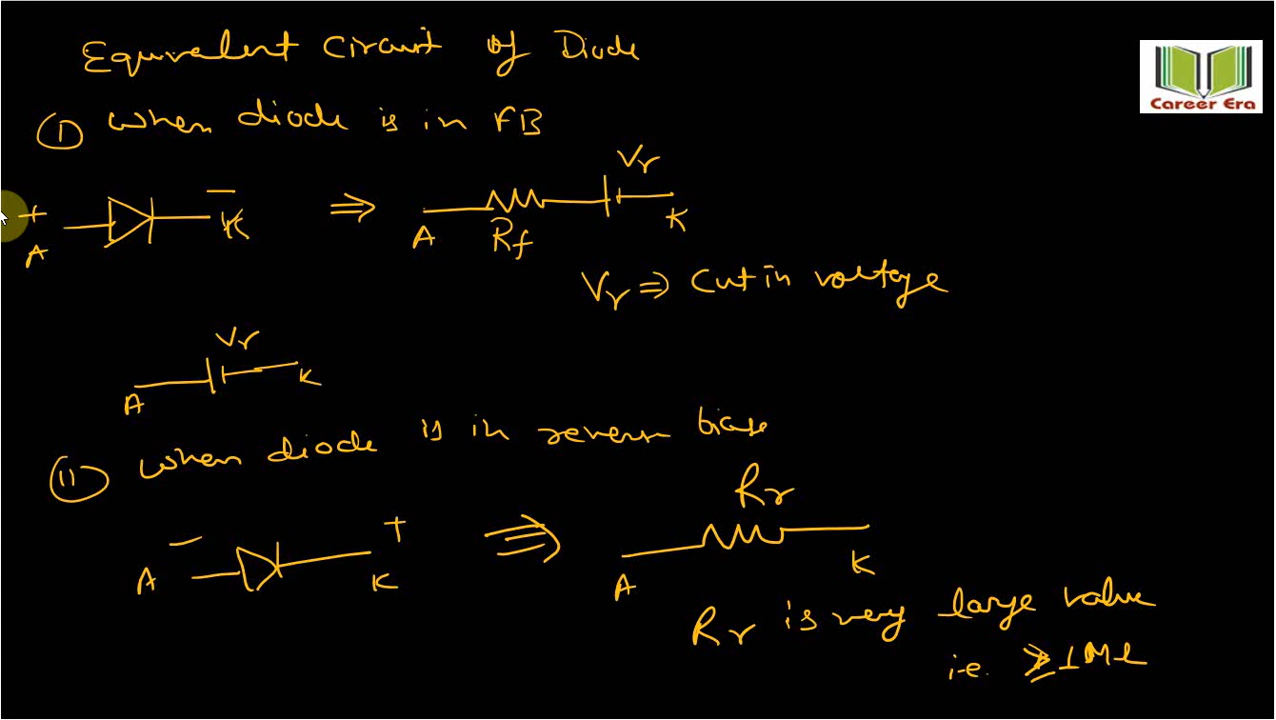 Equivalent Circuit of Diode
Career Era
(I) When diode is in FB
+ A − K ⇒ A Rf Vr K
Vr ⇒ Cut in voltage
A Vr K
(II) When diode is in reverse biase
− A + K ⇒ A Rr K
Rr is very large value
i.e. ≥ 1MΩ